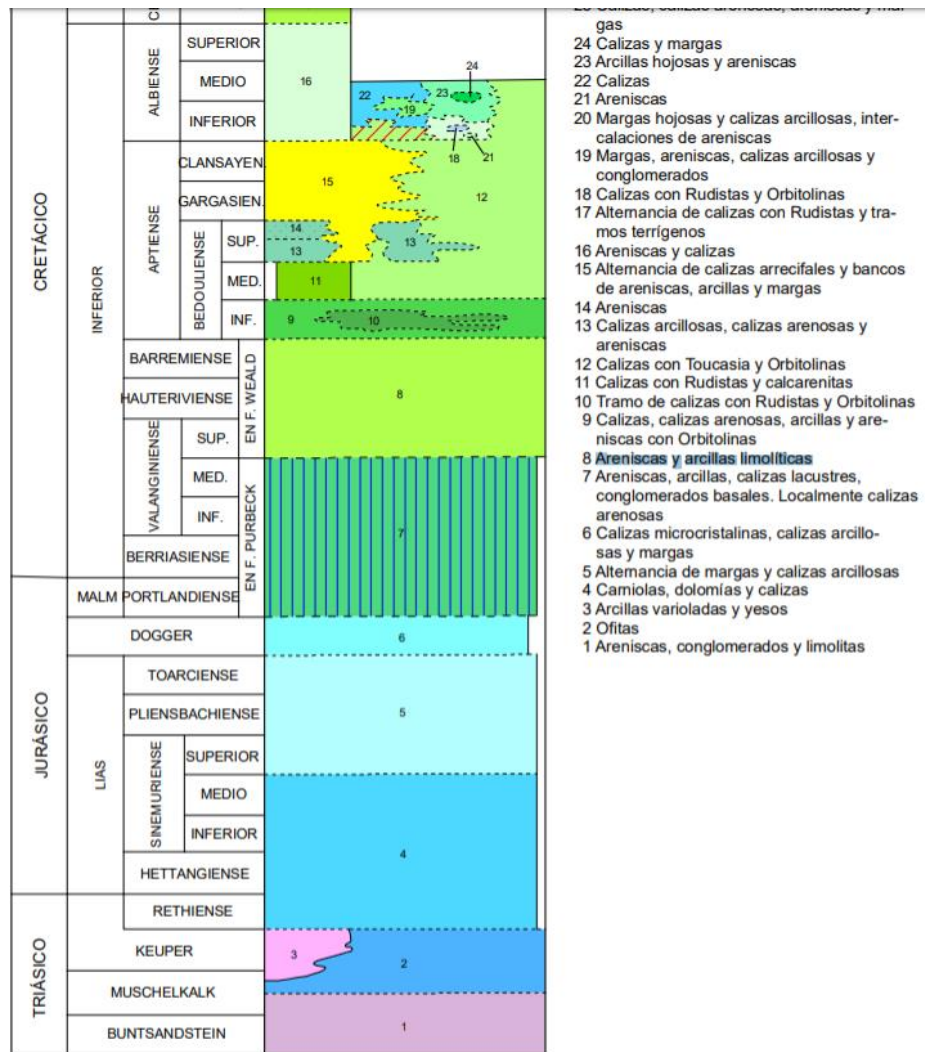 CRETÁCICO
INFERIOR
ALBIENSE
SUPERIOR
MEDIO
INFERIOR
APTIENSE
CLANSAYEN.
GARGASIEN.
BEDOULIENSE
SUP.
MED.
INF.
BARREMIENSE
HAUTERIVIENSE
VALANGINIENSE
SUP.
MED.
INF.
BERRIASIENSE
EN F. WEALD
EN F. PURBECK
JURÁSICO
MALM PORTLANDIENSE
DOGGER
LIAS
TOARCIENSE
PLIENSBACHIENSE
SINEMURIENSE
SUPERIOR
MEDIO
INFERIOR
HETTANGIENSE
TRIÁSICO
RETHIENSE
KEUPER
MUSCHELKALK
BUNTSANDSTEIN
24
16
22
23
19
18
21
15
12
14
13
13
11
9
10
8
7
6
5
4
3
2
1
gas
24 Calizas y margas
23 Arcillas hojosas y areniscas
22 Calizas
21 Areniscas
20 Margas hojosas y calizas arcillosas, inter-
calaciones de areniscas
19 Margas, areniscas, calizas arcillosas y
conglomerados
18 Calizas con Rudistas y Orbitolinas
17 Alternancia de calizas con Rudistas y tra-
mos terrígenos
16 Areniscas y calizas
15 Alternancia de calizas arrecifales y bancos
de areniscas, arcillas y margas
14 Areniscas
13 Calizas arcillosas, calizas arenosas y
areniscas
12 Calizas con Toucasia y Orbitolinas
11 Calizas con Rudistas y calcarenitas
10 Tramo de calizas con Rudistas y Orbitolinas
9 Calizas, calizas arenosas, arcillas y are-
niscas con Orbitolinas
8 Areniscas y arcillas limolíticas
7 Areniscas, arcillas, calizas lacustres,
conglomerados basales. Localmente calizas
arenosas
6 Calizas microcristalinas, calizas arcillo-
sas y margas
5 Alternancia de margas y calizas arcillosas
4 Carniolas, dolomías y calizas
3 Arcillas varioladas y yesos
2 Ofitas
1 Areniscas, conglomerados y limolitas